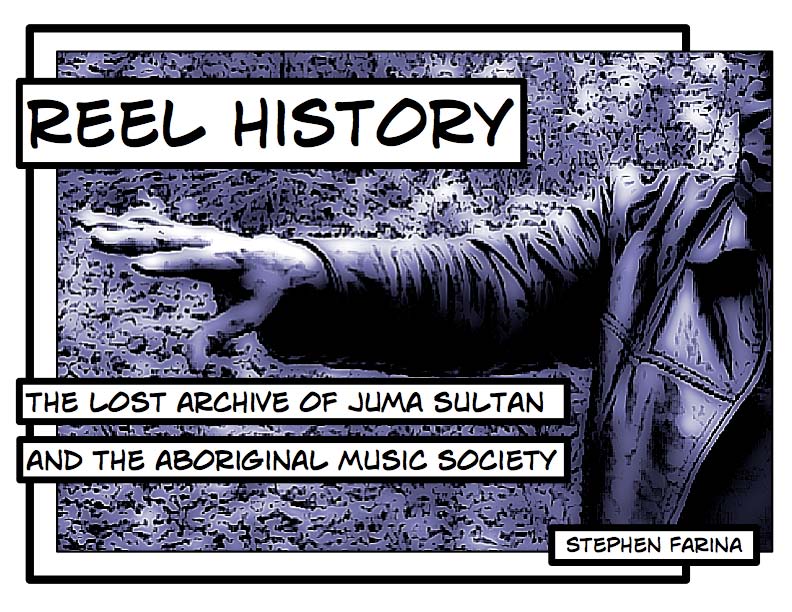 REEL HISTORY
THE LOST ARCHIVE OF JUMA SULTAN
AND THE ABORIGINAL MUSIC SOCIETY
STEPHEN FARINA